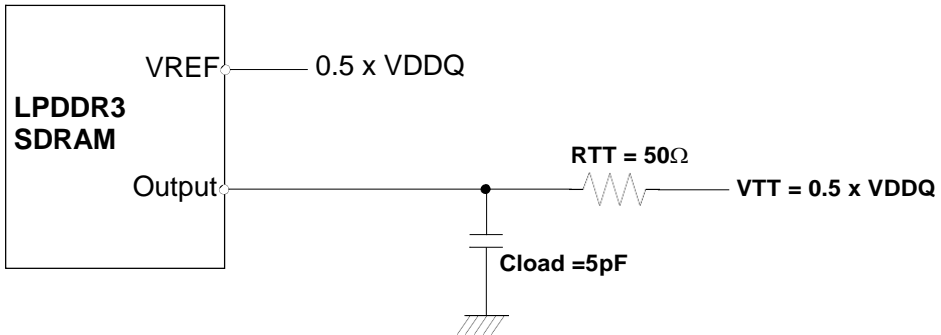 VREF
0.5 x VDDQ
LPDDR3
SDRAM
RTT = 50Ω
Output
VTT = 0.5 x VDDQ
Cload =5pF